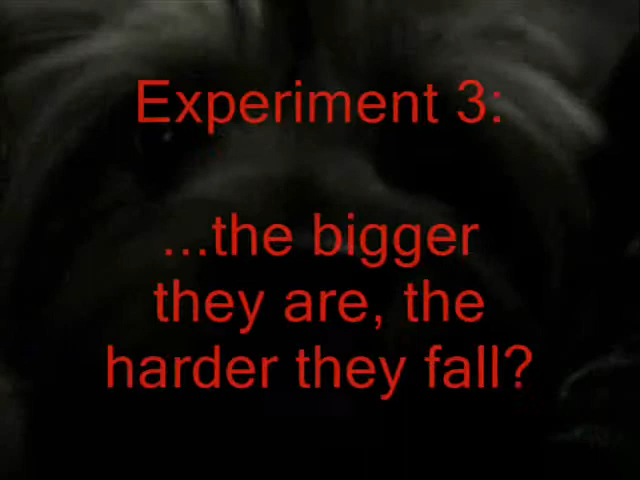 Experiment 3:
...the bigger
they are, the
harder they fall?